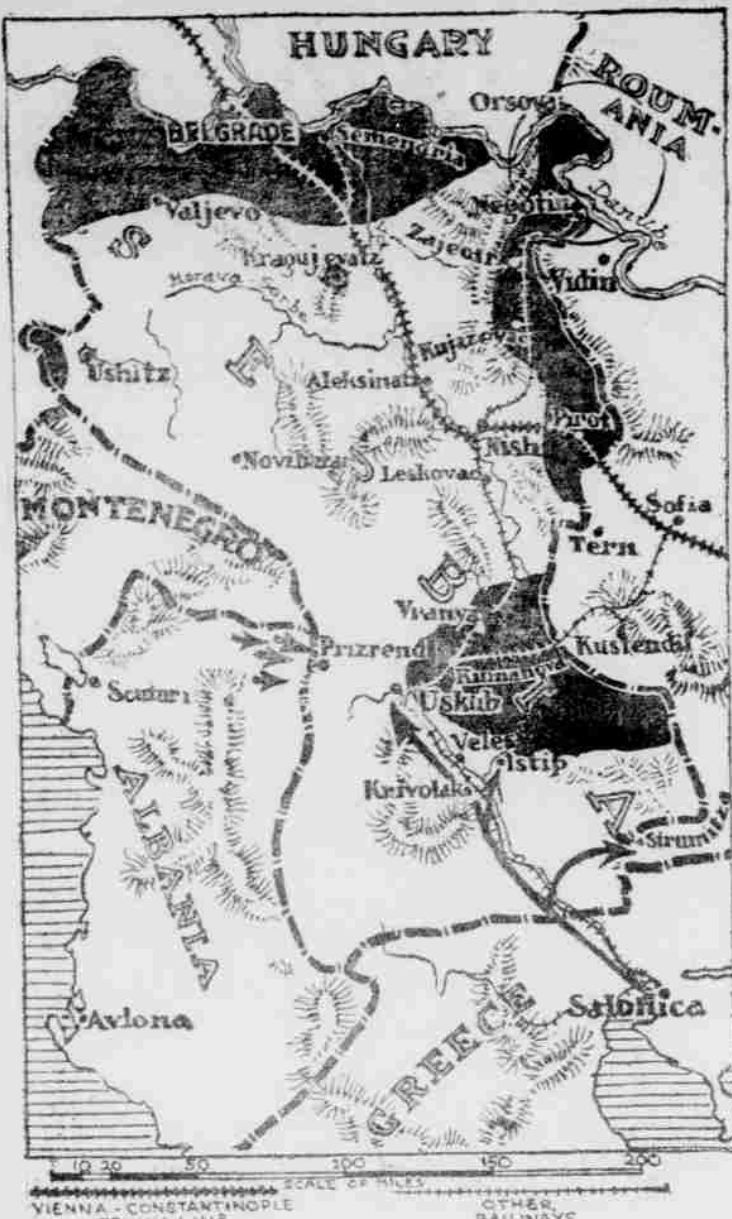 HUNGARY
ROUM-
ANIA
Orsova
BELGRADE
Semendria
Danube
Negotin
Valjevo
Zajecar
Kragujevatz
Vidin
Morava Serbe
S
Ushitz
E
Aleksinatz
Pirot
Novibazar
Nish
R
Leskovac
Sofia
MONTENEGRO
Tern
B
Vranya
Prizrend
Kustendil
Kumanova
I
Scutari
Uskub
Veles
Istip
Krivolak
A
Strumitza
ALBANIA
Salonica
Avlona
GREECE
10 20 50 100 150 200
SCALE OF MILES
VIENNA - CONSTANTINOPLE
OTHER
RAILWAYS